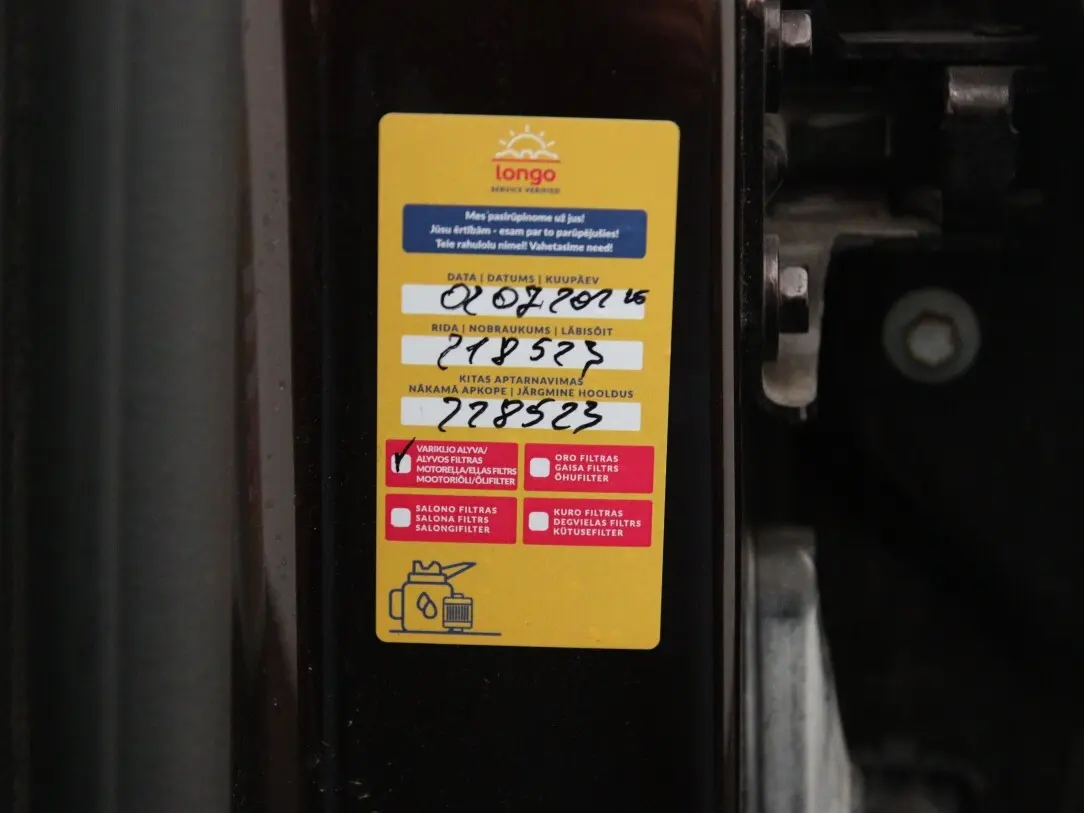 longo
SERVICE VERIFIED
Mes pasirūpinome už jus!
Jūsu ērtībām - esam par to parūpējušies!
Teie rahulolu nimel! Vahetasime need!
DATA | DATUMS | KUUPÄEV
RIDA | NOBRAUKUMS | LÄBISÕIT
218523
KITAS APTARNAVIMAS
NĀKAMĀ APKOPE | JÄRGMINE HOOLDUS
228523
VARIKLIO ALYVA/
ALYVOS FILTRAS
MOTOREĻĻA/EĻĻAS FILTRS
MOOTORIÕLI/ÕLIFILTER
ORO FILTRAS
GAISA FILTRS
ÕHUFILTER
SALONO FILTRAS
SALONA FILTRS
SALONGIFILTER
KURO FILTRAS
DEGVIELAS FILTRS
KÜTUSEFILTER